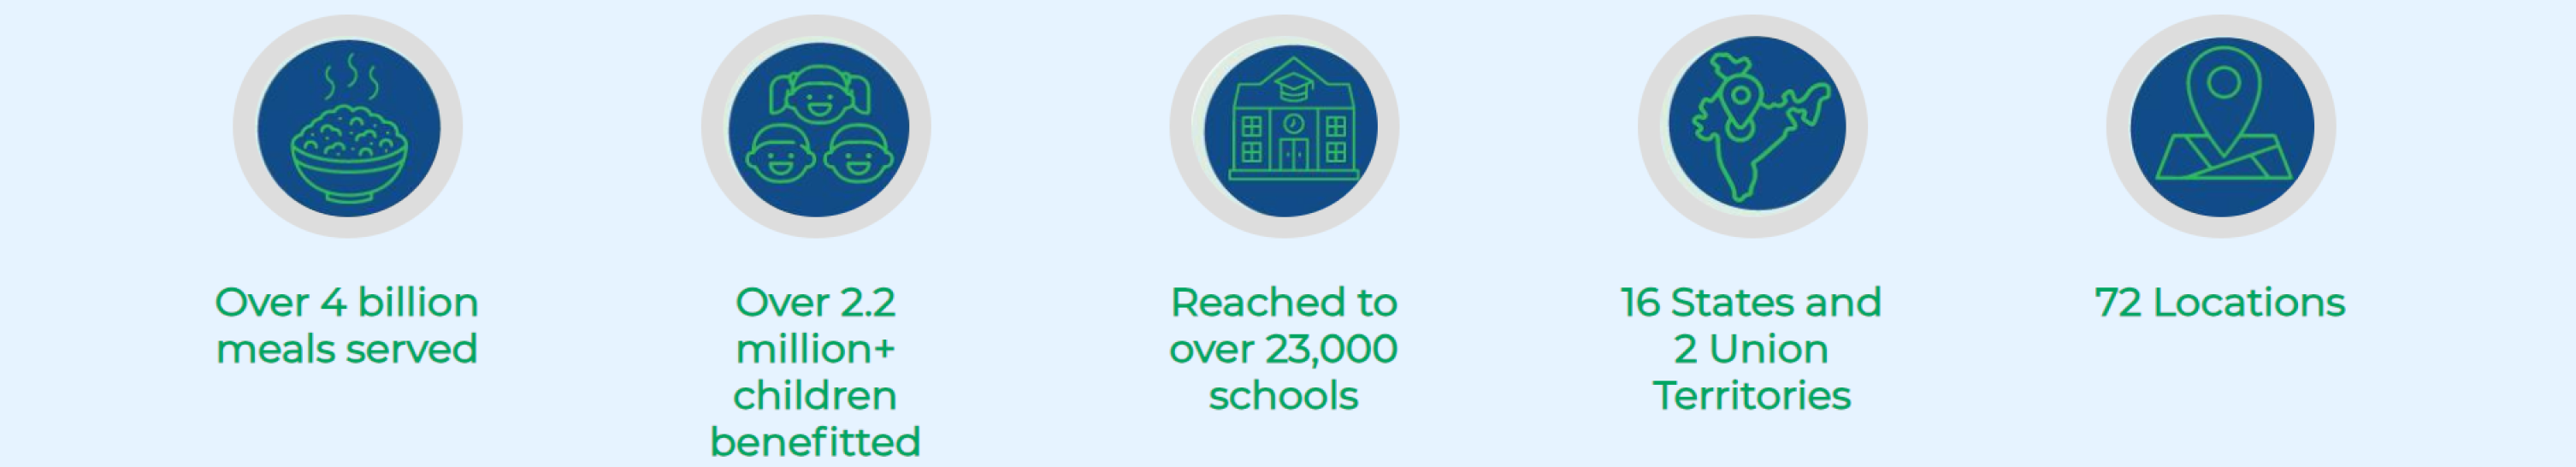 Over 4 billion
meals served
Over 2.2
million+
children
benefitted
Reached to
over 23,000
schools
16 States and
2 Union
Territories
72 Locations